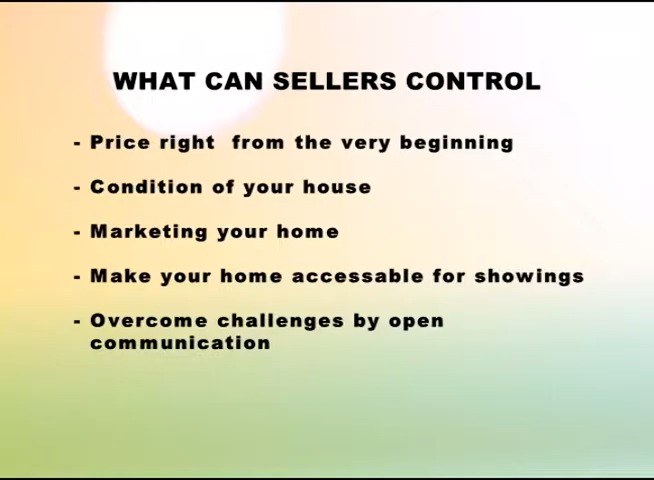 WHAT CAN SELLERS CONTROL
- Price right  from the very beginning
- Condition of your house
- Marketing your home
- Make your home accessable for showings
- Overcome challenges by open
communication